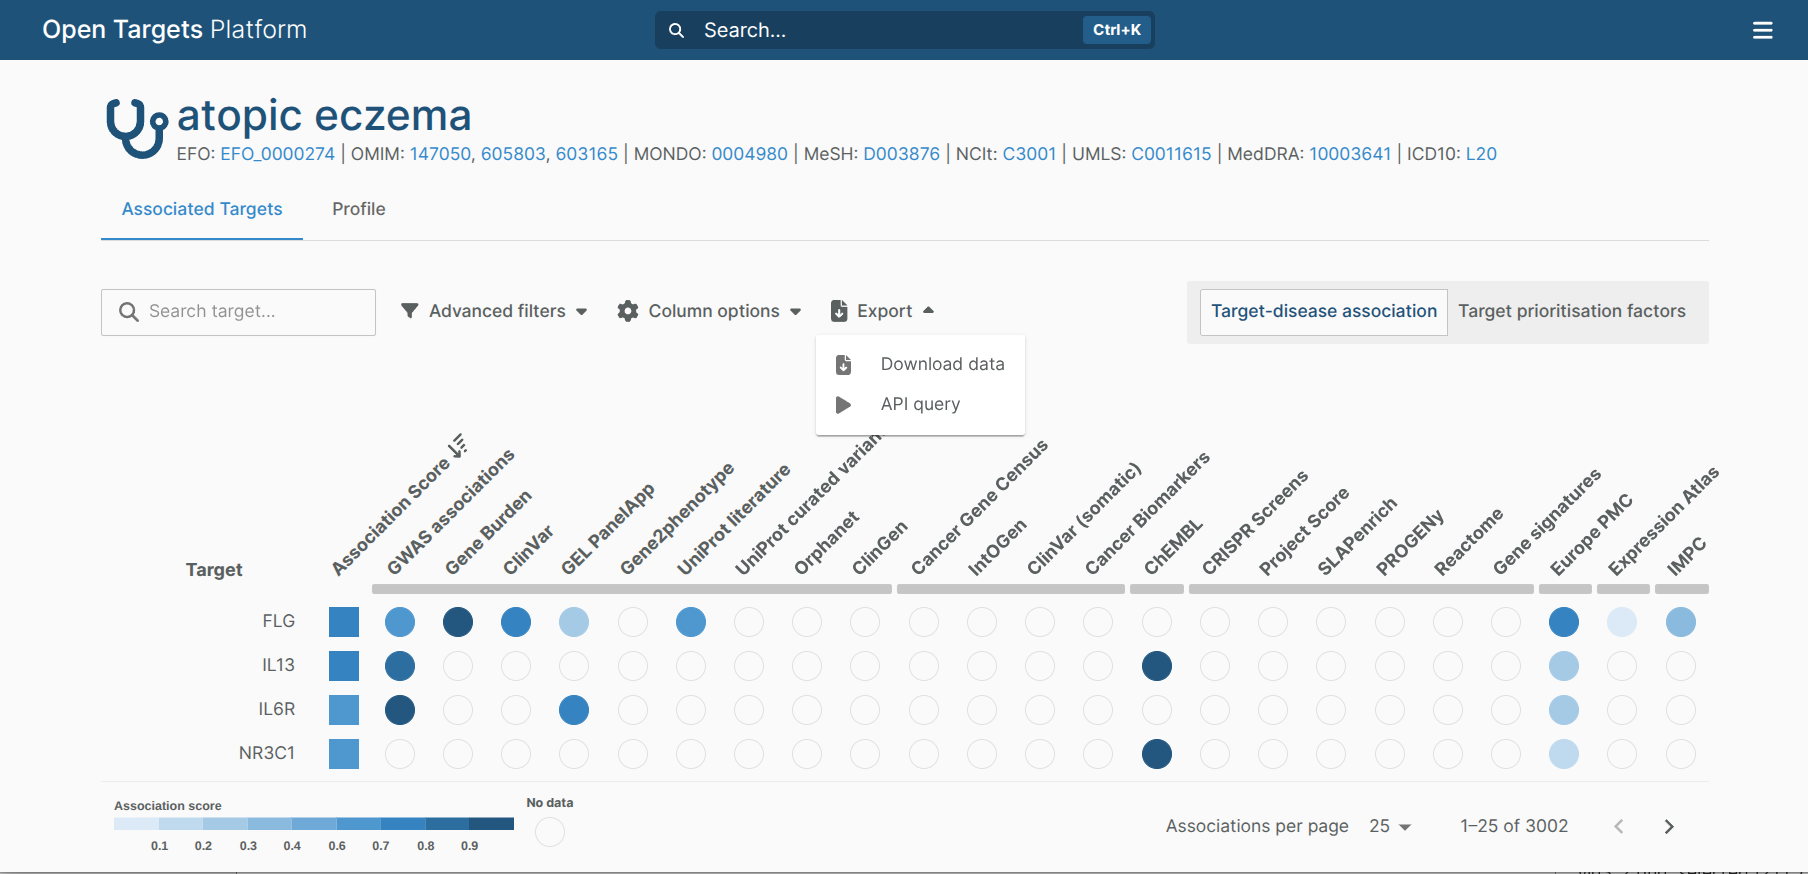 Open Targets Platform
Search...
Ctrl+K
atopic eczema
EFO: EFO_0000274 | OMIM: 147050, 605803, 603165 | MONDO: 0004980 | MeSH: D003876 | NCIt: C3001 | UMLS: C0011615 | MedDRA: 10003641 | ICD10: L20
Associated Targets
Profile
Search target...
Advanced filters
Column options
Export
Target-disease association
Target prioritisation factors
Download data
API query
Target
Association Score
GWAS associations
Gene Burden
ClinVar
GEL PanelApp
Gene2phenotype
UniProt literature
UniProt curated varian
Orphanet
ClinGen
Cancer Gene Census
IntOGen
ClinVar (somatic)
Cancer Biomarkers
ChEMBL
CRISPR Screens
Project Score
SLAPenrich
PROGENy
Reactome
Gene signatures
Europe PMC
Expression Atlas
IMPC
FLG
IL13
IL6R
NR3C1
Association score
No data
0.1 0.2 0.3 0.4 0.6 0.7 0.8 0.9
Associations per page 25
1–25 of 3002